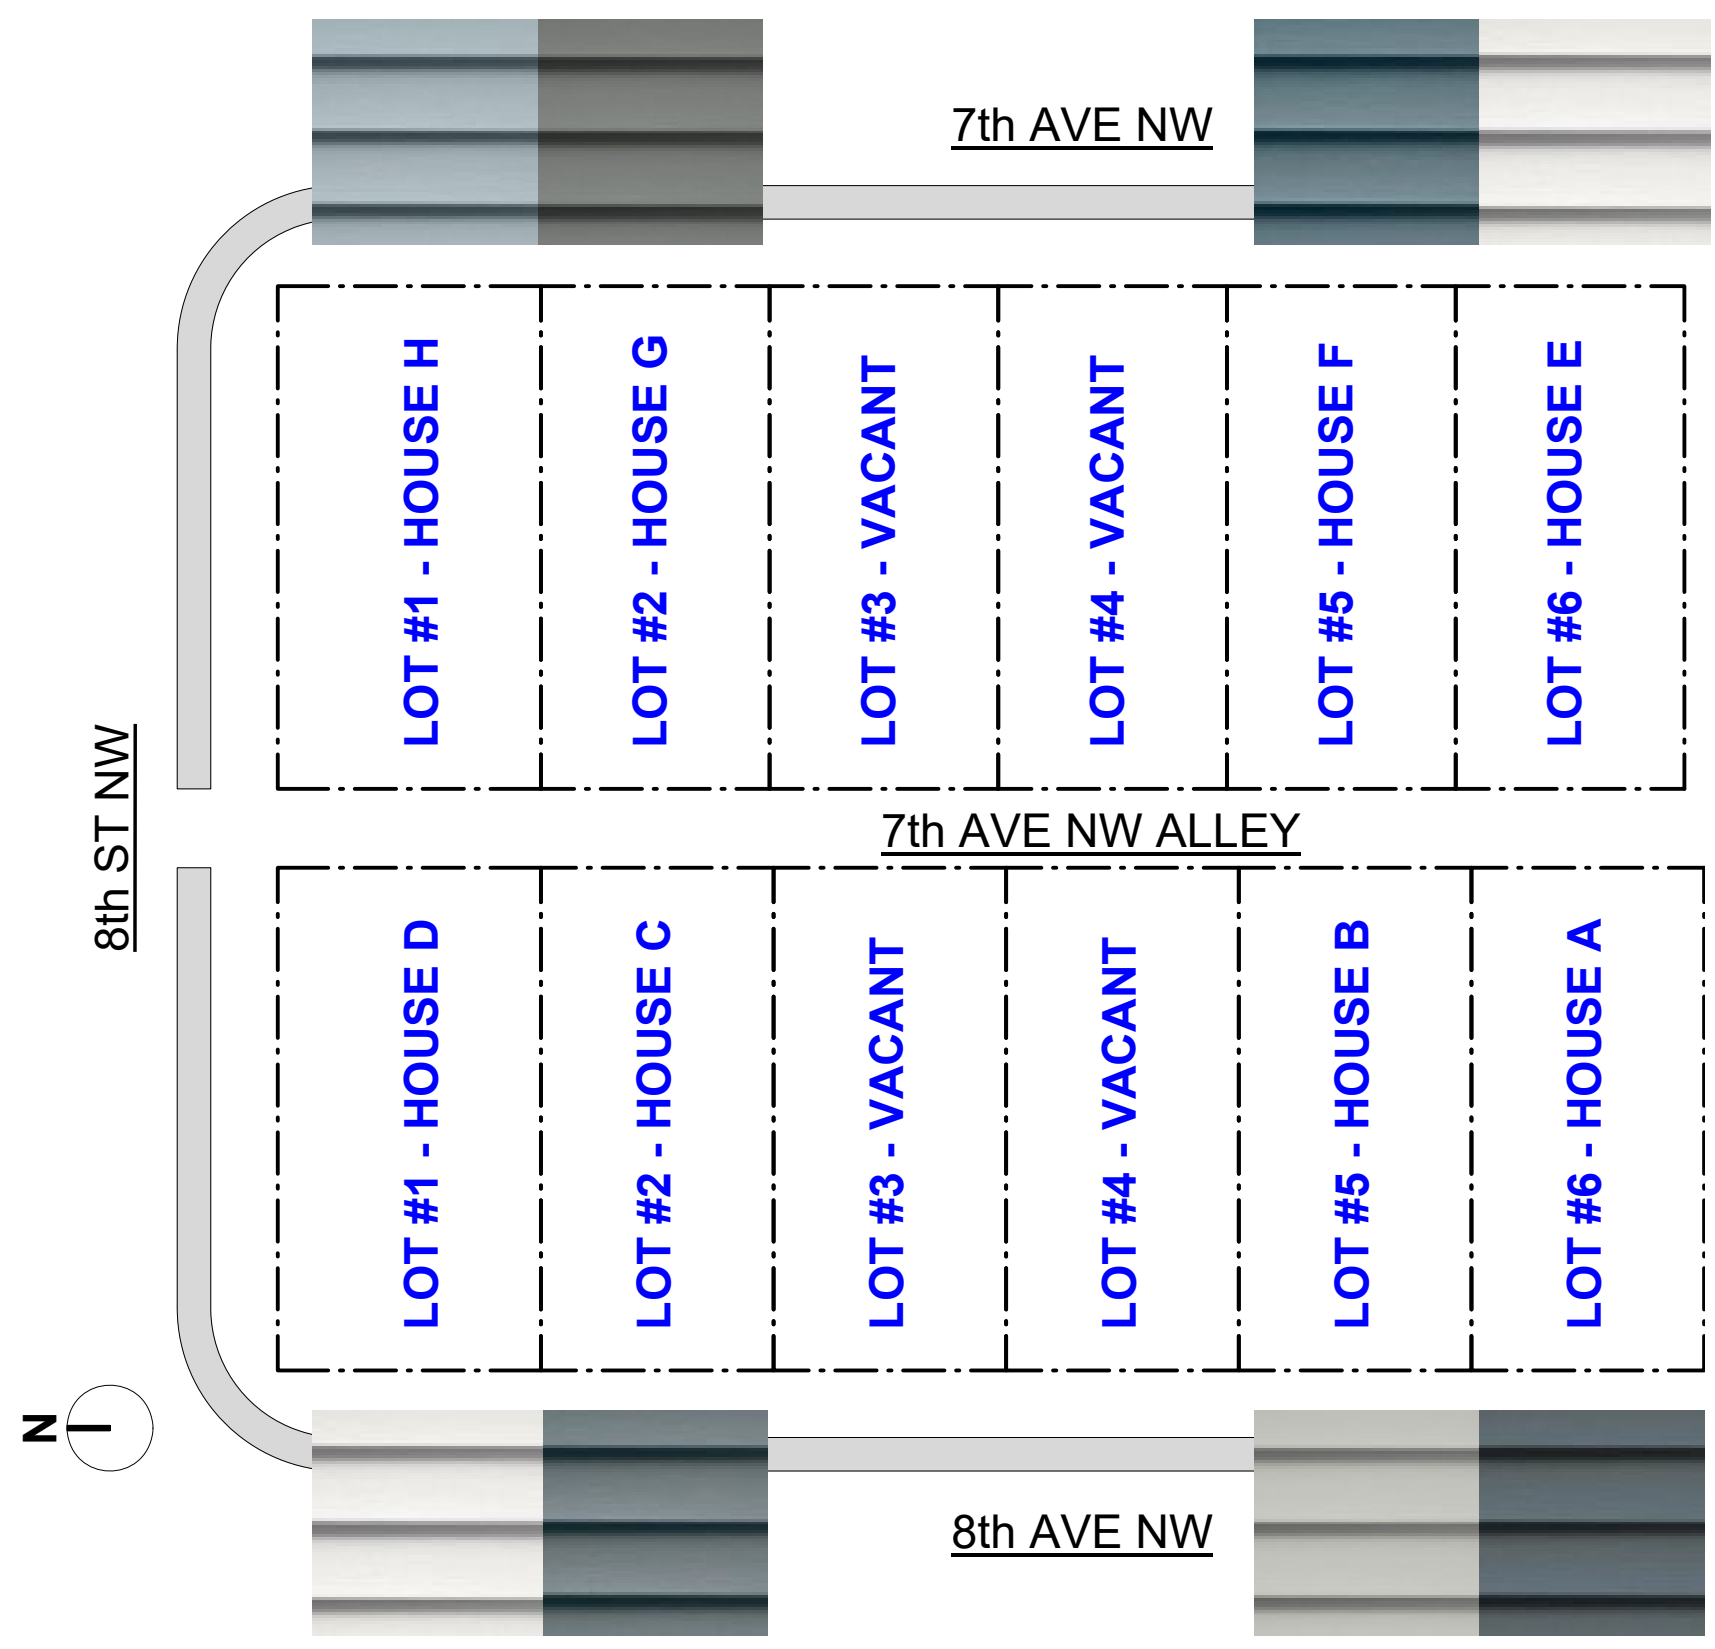 7th AVE NW
LOT #1 - HOUSE H
LOT #2 - HOUSE G
LOT #3 - VACANT
LOT #4 - VACANT
LOT #5 - HOUSE F
LOT #6 - HOUSE E
8th ST NW
7th AVE NW ALLEY
LOT #1 - HOUSE D
LOT #2 - HOUSE C
LOT #3 - VACANT
LOT #4 - VACANT
LOT #5 - HOUSE B
LOT #6 - HOUSE A
N
8th AVE NW